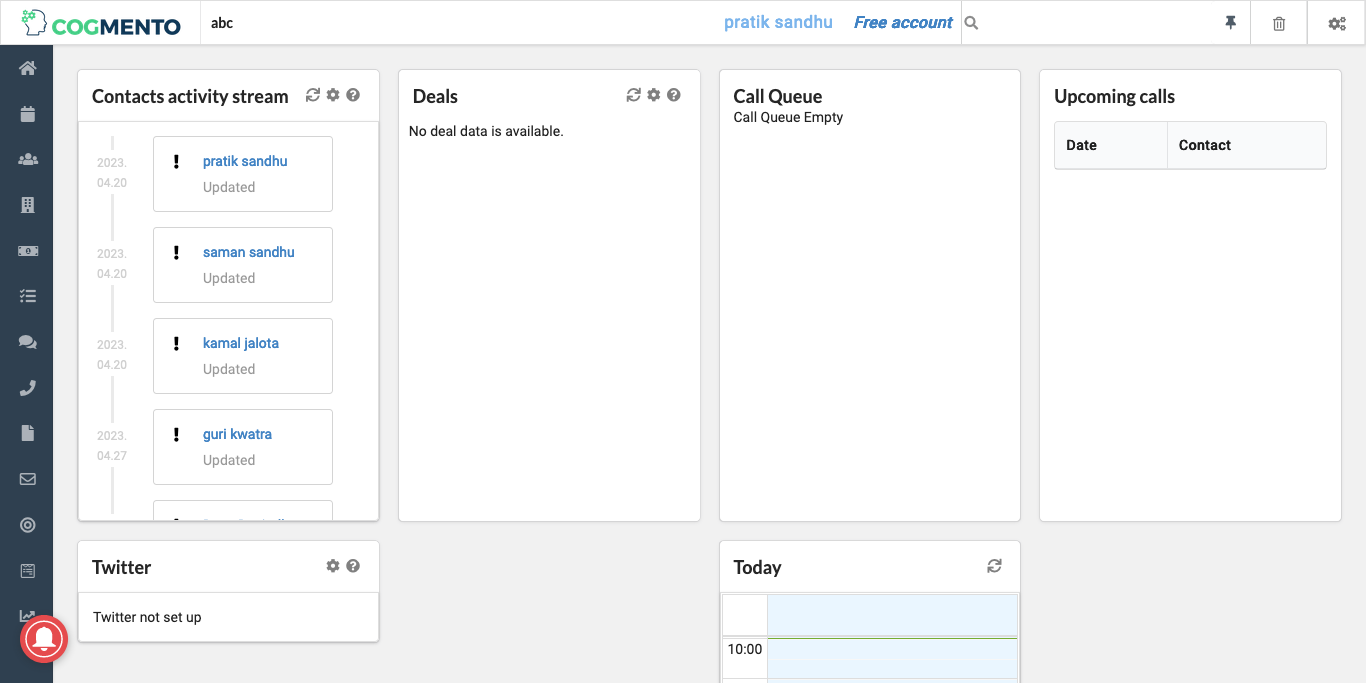 COGMENTO
abc
pratik sandhu
Free account
Contacts activity stream
2023.
04.20
pratik sandhu
Updated
2023.
04.20
saman sandhu
Updated
2023.
04.20
kamal jalota
Updated
2023.
04.27
guri kwatra
Updated
Deals
No deal data is available.
Call Queue
Call Queue Empty
Upcoming calls
Date Contact
Twitter
Twitter not set up
Today
10:00